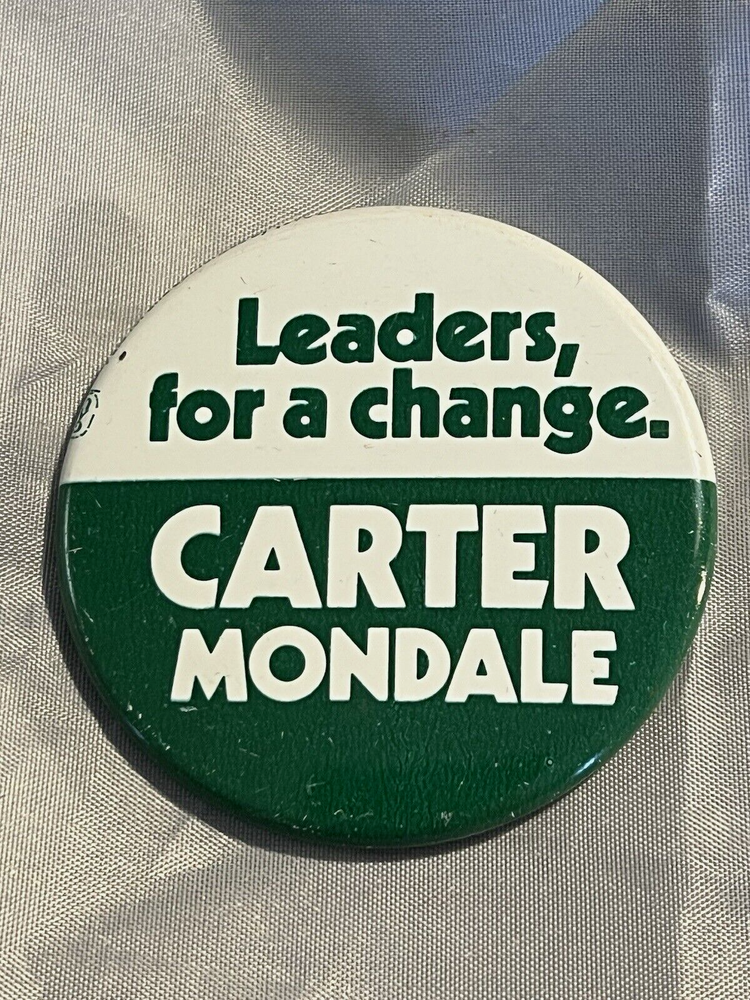 Leaders,
for a change.
CARTER
MONDALE